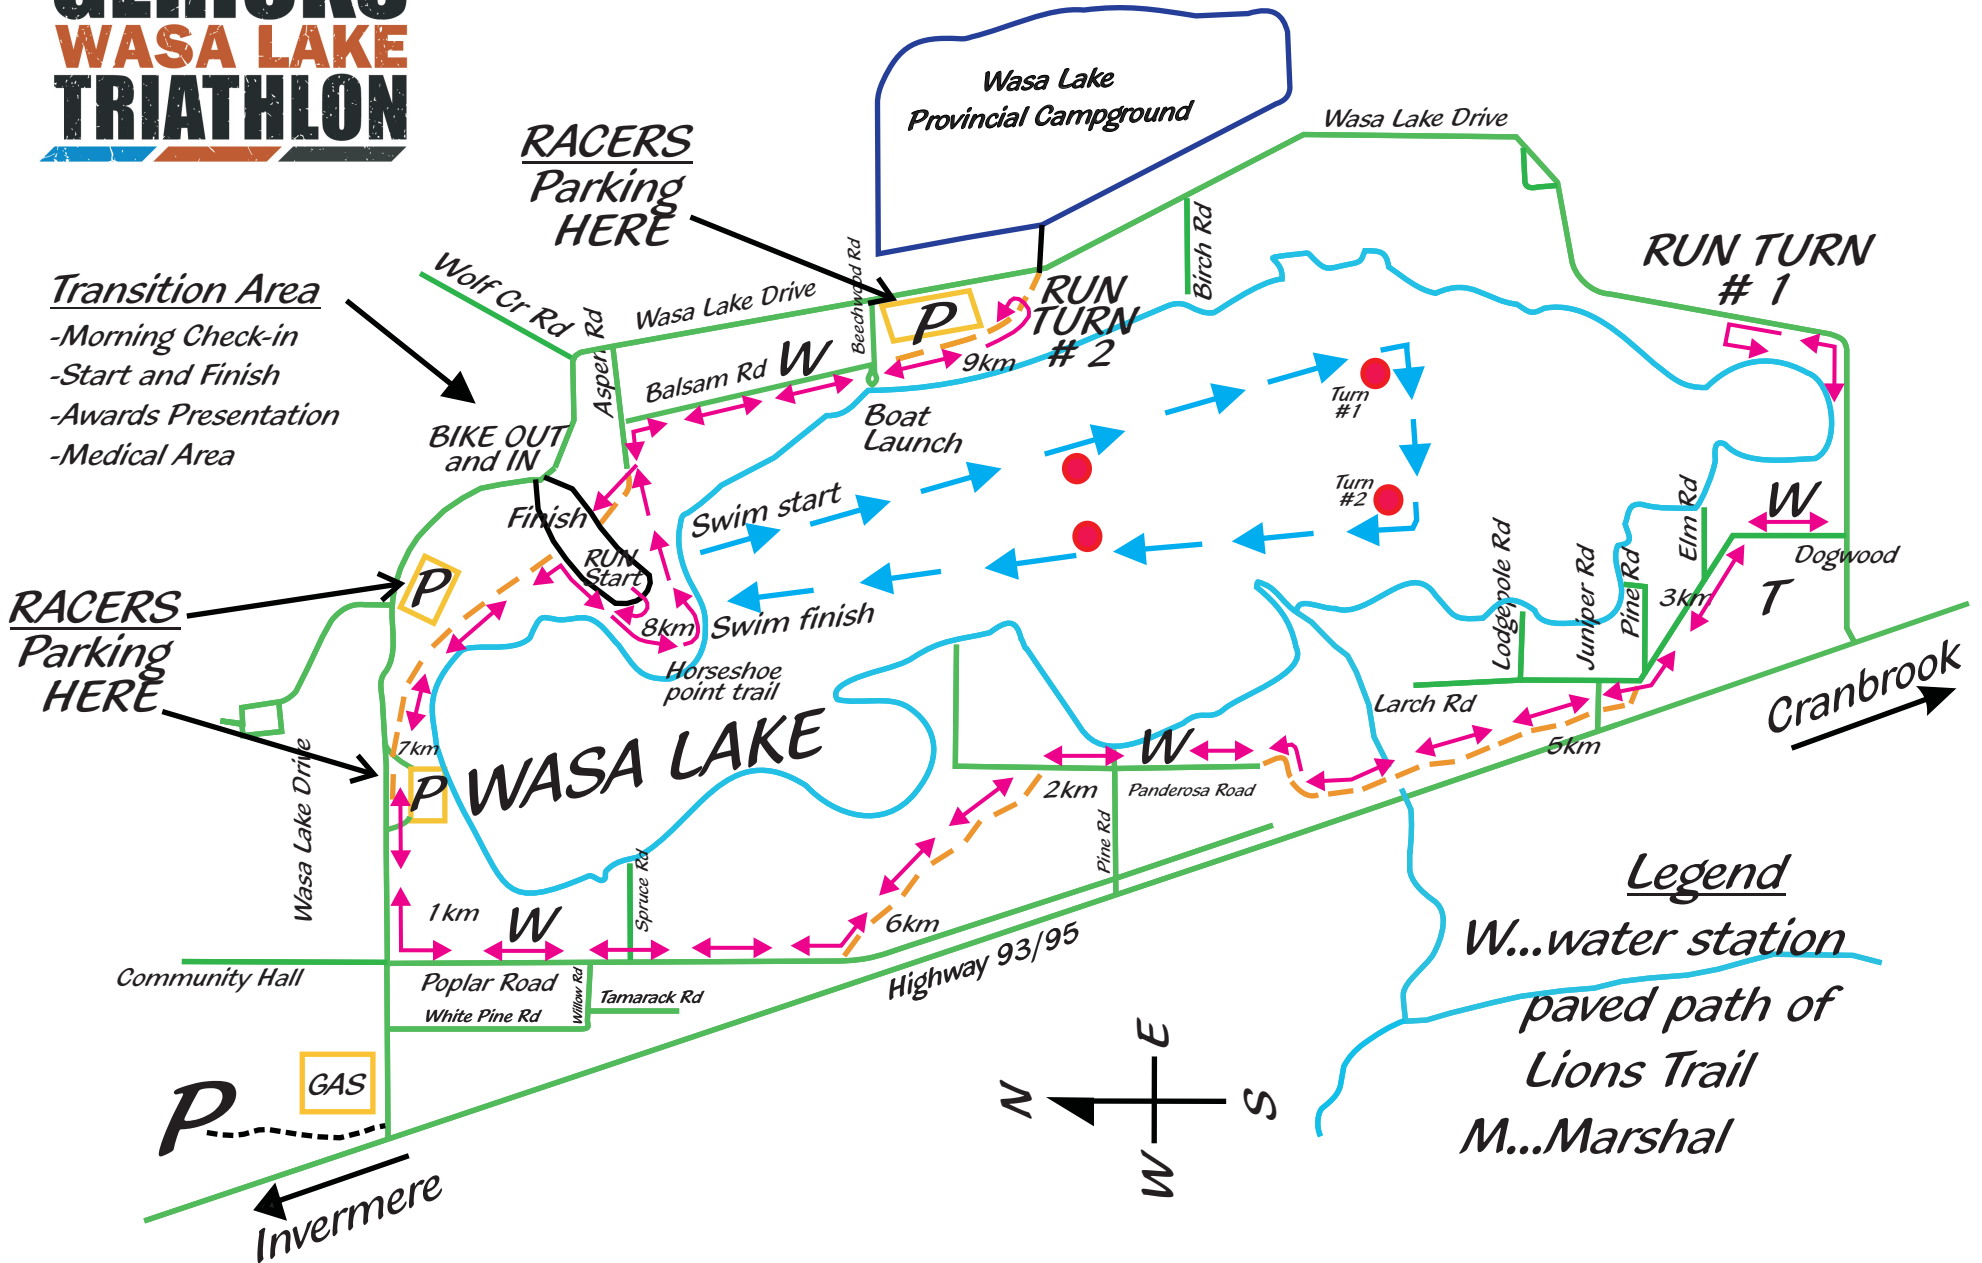 WASA LAKE
TRIATHLON
RACERS
Parking
HERE
Wasa Lake
Provincial Campground
Wasa Lake Drive
Transition Area
-Morning Check-in
-Start and Finish
-Awards Presentation
-Medical Area
Wolf Cr Rd
Aspen Rd
Wasa Lake Drive
Beechwood Rd
P
Birch Rd
RUN
TURN
# 2
RUN TURN
# 1
Balsam Rd
W
9km
Boat
Launch
BIKE OUT
and IN
Turn
#1
Turn
#2
Swim start
Finish
RUN
Start
Swim finish
8km
Horseshoe
point trail
RACERS
Parking
HERE
P
7km
P
WASA LAKE
Wasa Lake Drive
Lodgepole Rd
Juniper Rd
Pine Rd
Elm Rd
W
Dogwood
3km
T
Larch Rd
5km
Cranbrook
W
2km
Panderosa Road
Pine Rd
1km
W
Spruce Rd
6km
Highway 93/95
Community Hall
Poplar Road
White Pine Rd
Willow Rd
Tamarack Rd
GAS
P
Invermere
N
E
S
W
Legend
W...water station
paved path of
Lions Trail
M...Marshal